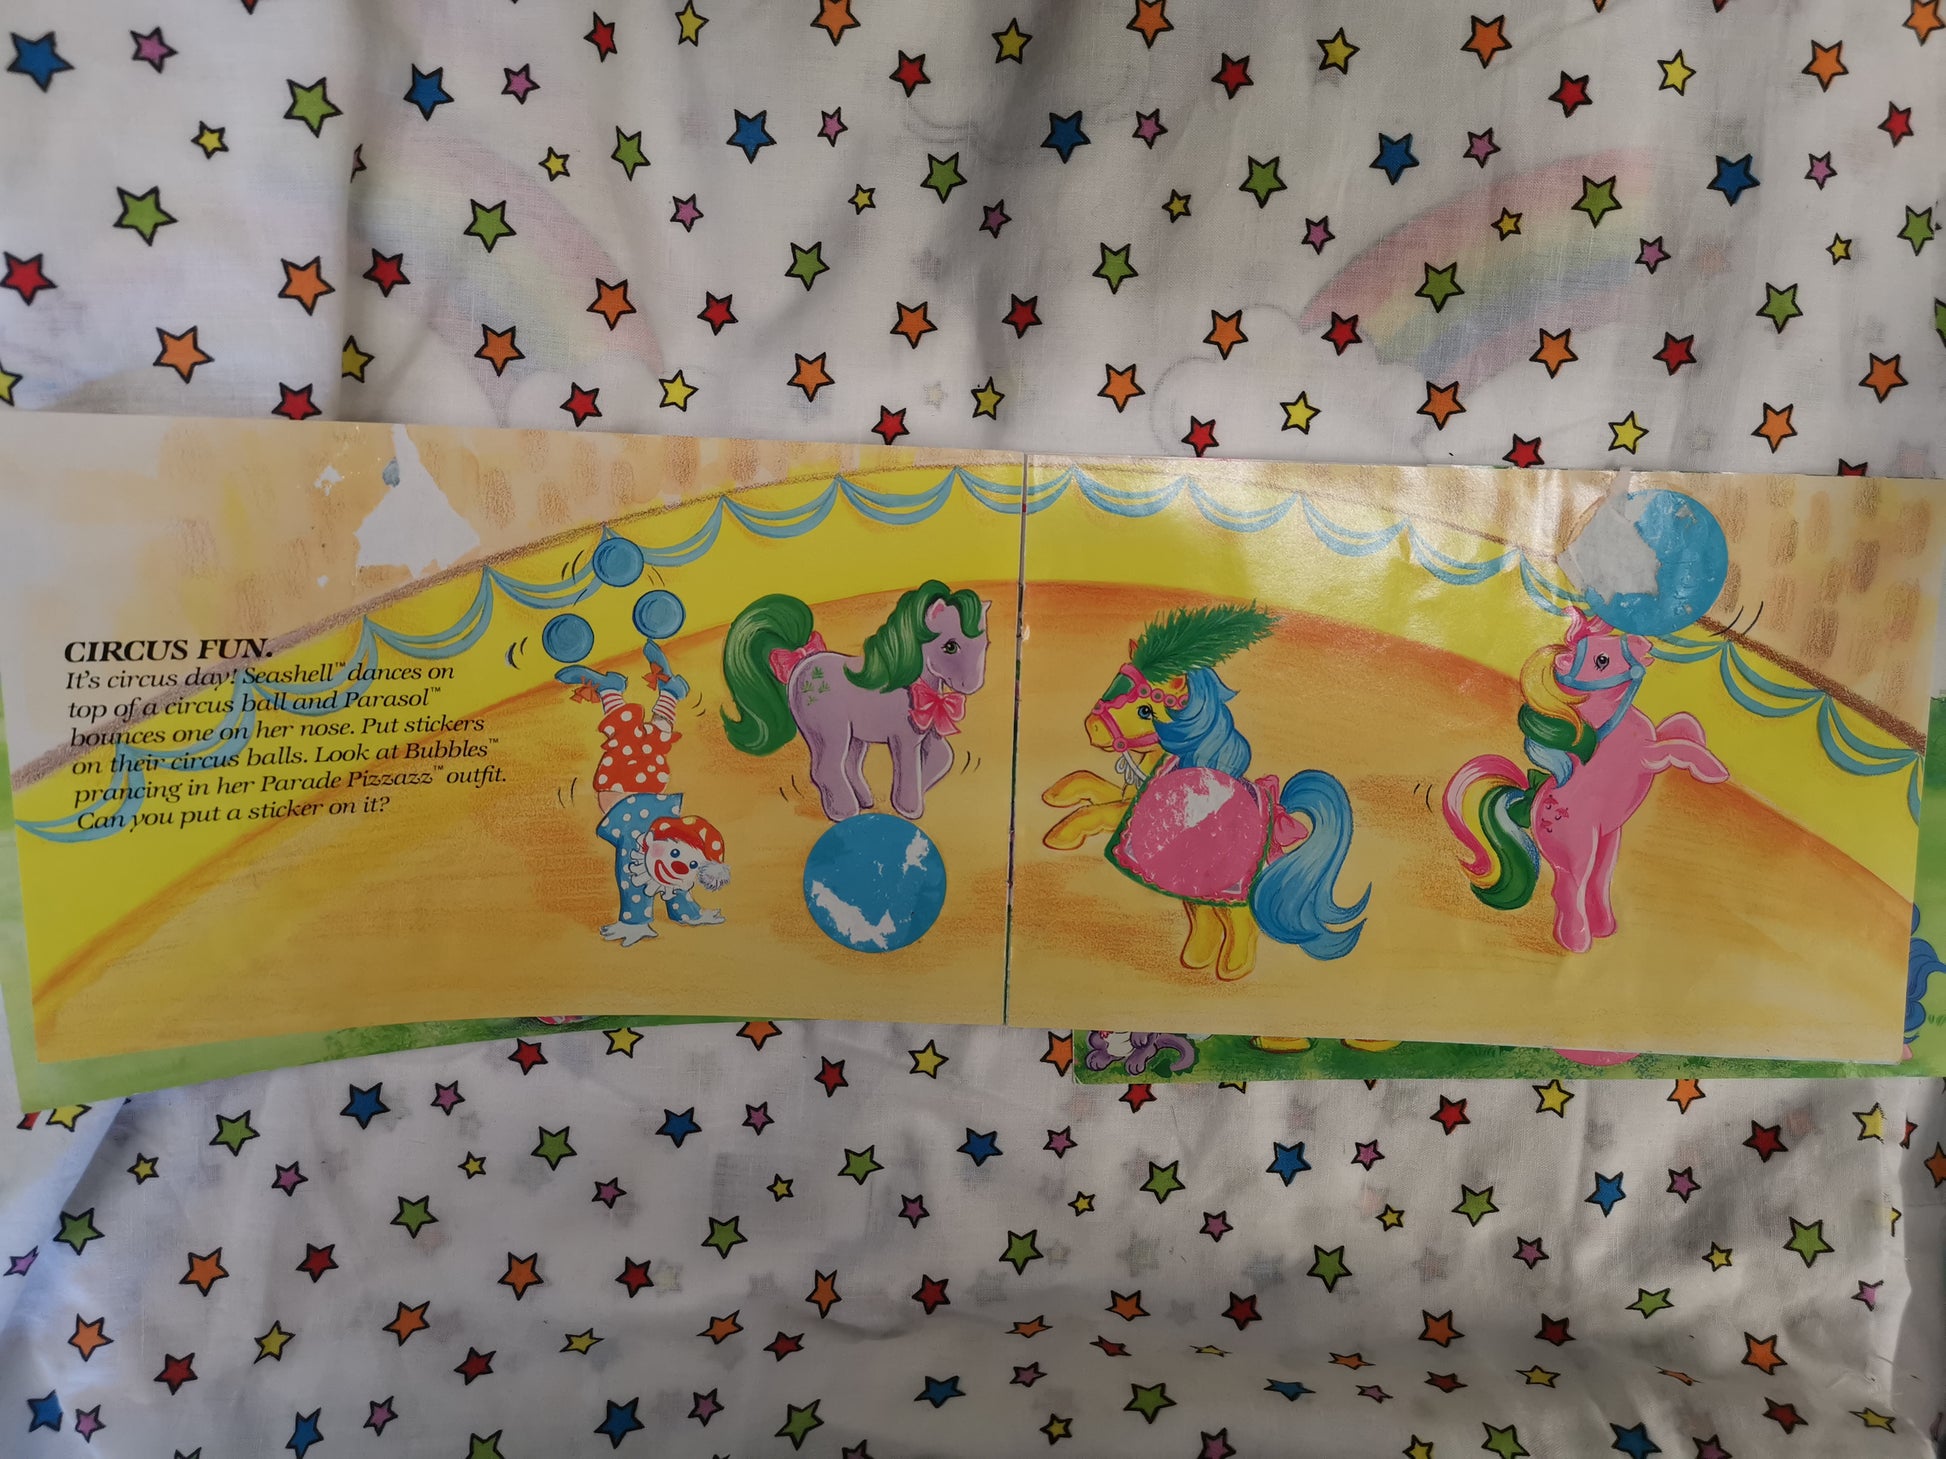 CIRCUS FUN.
It's circus day! Seashell™ dances on
top of a circus ball and Parasol™
bounces one on her nose. Put stickers
on their circus balls. Look at Bubbles™
prancing in her Parade Pizzazz™ outfit.
Can you put a sticker on it?